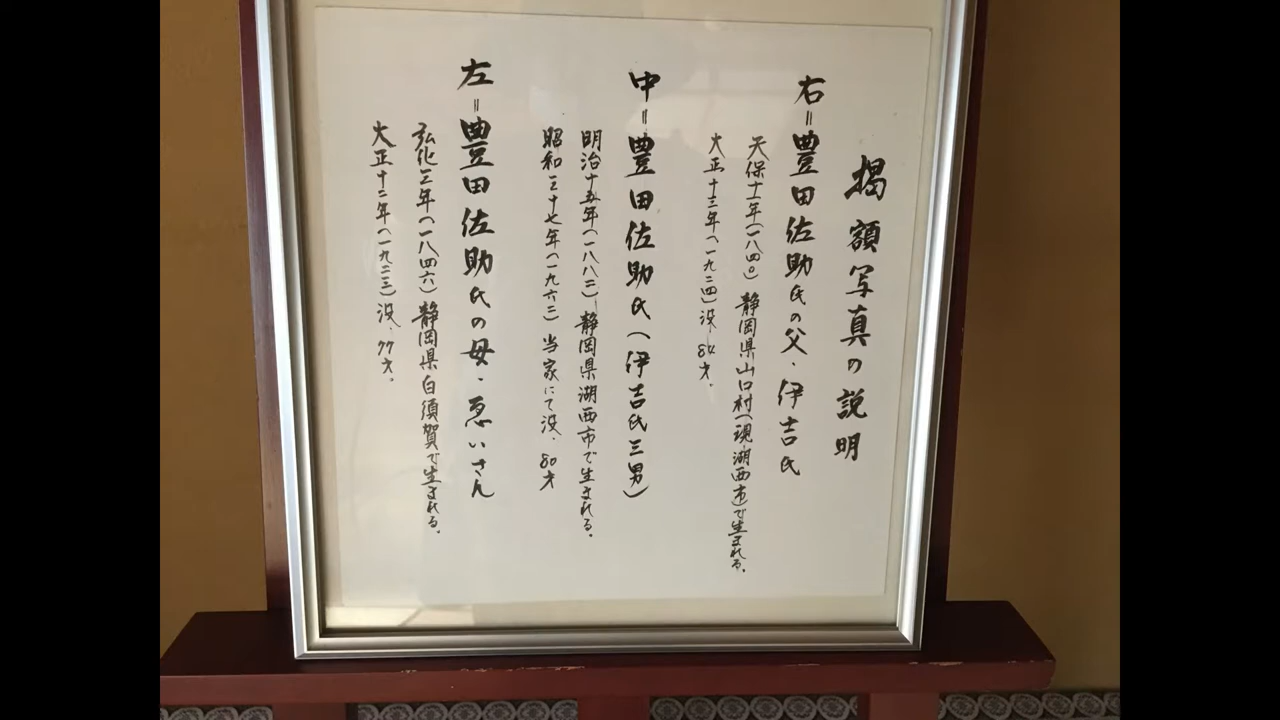 掲額写真の説明
右=豊田佐助氏の父・伊吉氏
天保十一年(一八四〇)静岡県山口村(現・湖西市)で生まれる。
大正十三年(一九二四)没・84才。
中=豊田佐助氏(伊吉氏三男)
明治十五年(一八八二)静岡県湖西市で生まれる。
昭和三十七年(一九六二)当家にて没・80才
左=豊田佐助氏の母・ゑいさん
弘化三年(一八四六)静岡県白須賀で生まれる。
大正十二年(一九二三)没・77才。